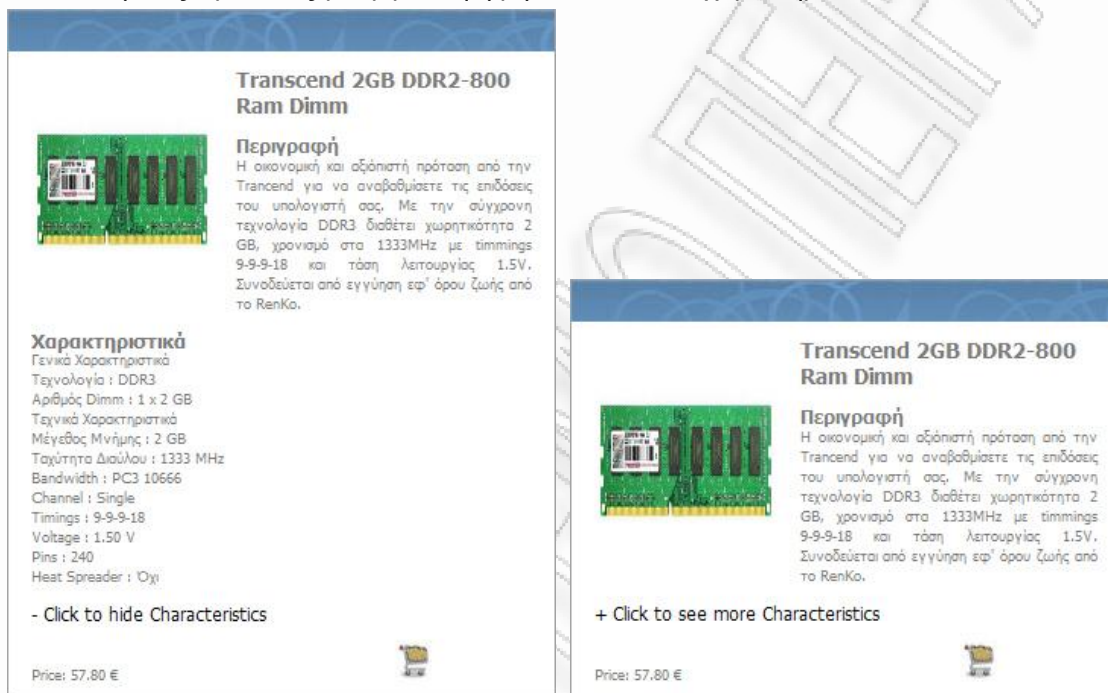 Transcend 2GB DDR2-800
Ram Dimm
Περιγραφή
Η οικονομική και αξιόπιστή πρόταση από την
Trancend για να αναβαθμίσετε τις επιδόσεις
του υπολογιστή σας. Με την σύγχρονη
τεχνολογία DDR3 διαθέτει χωρητικότητα 2
GB, χρονισμό στα 1333MHz με timmings
9-9-9-18 και τάση λειτουργίας 1.5V.
Συνοδεύεται από εγγύηση εφ' όρου ζωής από
το RenKo.
Χαρακτηριστικά
Γενικά Χαρακτηριστικά
Τεχνολογία : DDR3
Αριθμός Dimm : 1 x 2 GB
Τεχνικά Χαρακτηριστικά
Μέγεθος Μνήμης : 2 GB
Ταχύτητα Διαύλου : 1333 MHz
Bandwidth : PC3 10666
Channel : Single
Timings : 9-9-9-18
Voltage : 1.50 V
Pins : 240
Heat Spreader : Όχι
- Click to hide Characteristics
Price: 57.80 €
Transcend 2GB DDR2-800
Ram Dimm
Περιγραφή
Η οικονομική και αξιόπιστή πρόταση από την
Trancend για να αναβαθμίσετε τις επιδόσεις
του υπολογιστή σας. Με την σύγχρονη
τεχνολογία DDR3 διαθέτει χωρητικότητα 2
GB, χρονισμό στα 1333MHz με timmings
9-9-9-18 και τάση λειτουργίας 1.5V.
Συνοδεύεται από εγγύηση εφ' όρου ζωής από
το RenKo.
+ Click to see more Characteristics
Price: 57.80 €